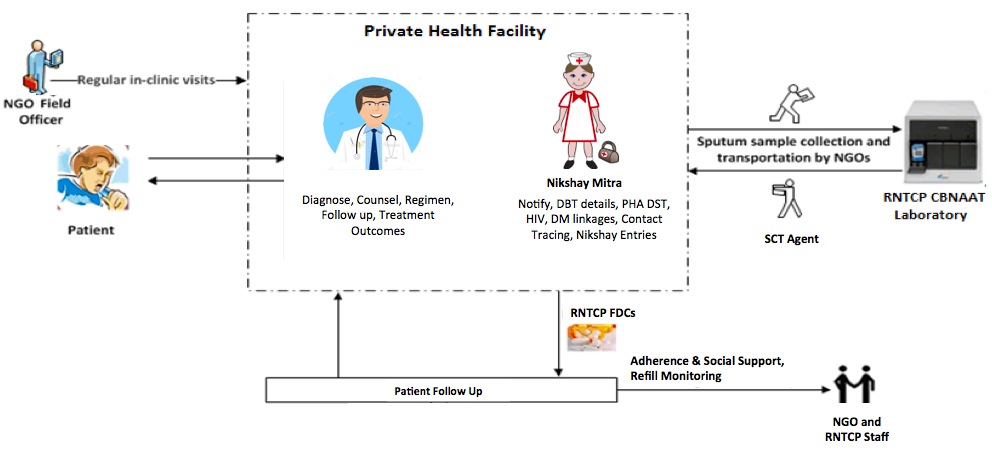 Private Health Facility
Regular in-clinic visits
NGO Field
Officer
Patient
Diagnose, Counsel, Regimen,
Follow up, Treatment
Outcomes
Nikshay Mitra
Notify, DBT details, PHA DST,
HIV, DM linkages, Contact
Tracing, Nikshay Entries
Sputum sample collection and
transportation by NGOs
SCT Agent
RNTCP CBNAAT
Laboratory
RNTCP FDCs
Patient Follow Up
Adherence & Social Support,
Refill Monitoring
NGO and
RNTCP Staff